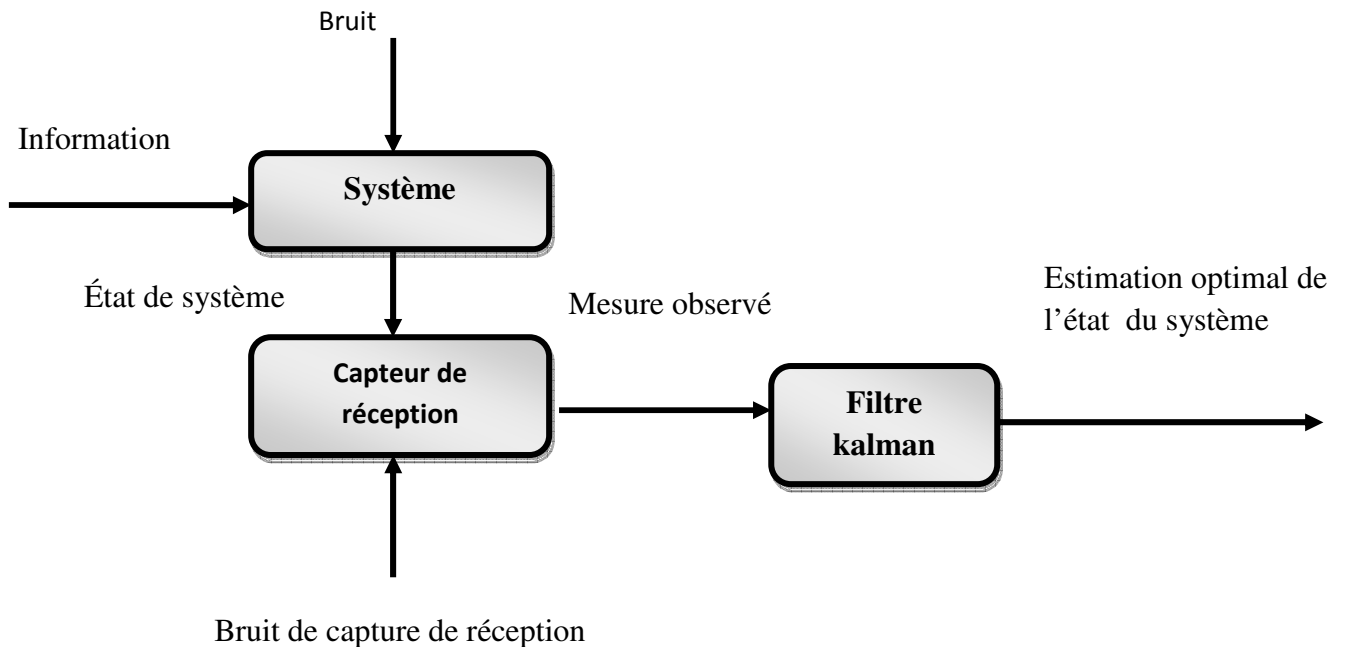 Bruit
Information
Système
État de système
Mesure observé
Estimation optimal de
l’état du système
Capteur de
réception
Filtre
kalman
Bruit de capture de réception